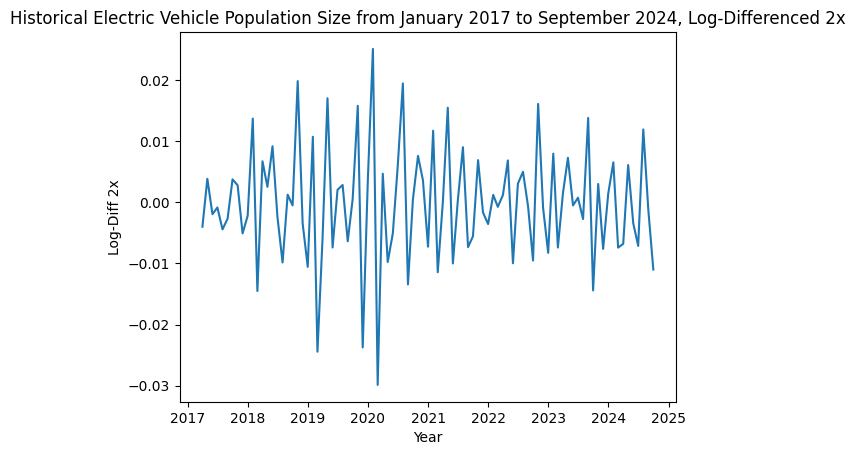 Historical Electric Vehicle Population Size from January 2017 to September 2024, Log-Differenced 2x
0.02
0.01
0.00
−0.01
−0.02
−0.03
Log-Diff 2x
2017 2018 2019 2020 2021 2022 2023 2024 2025
Year